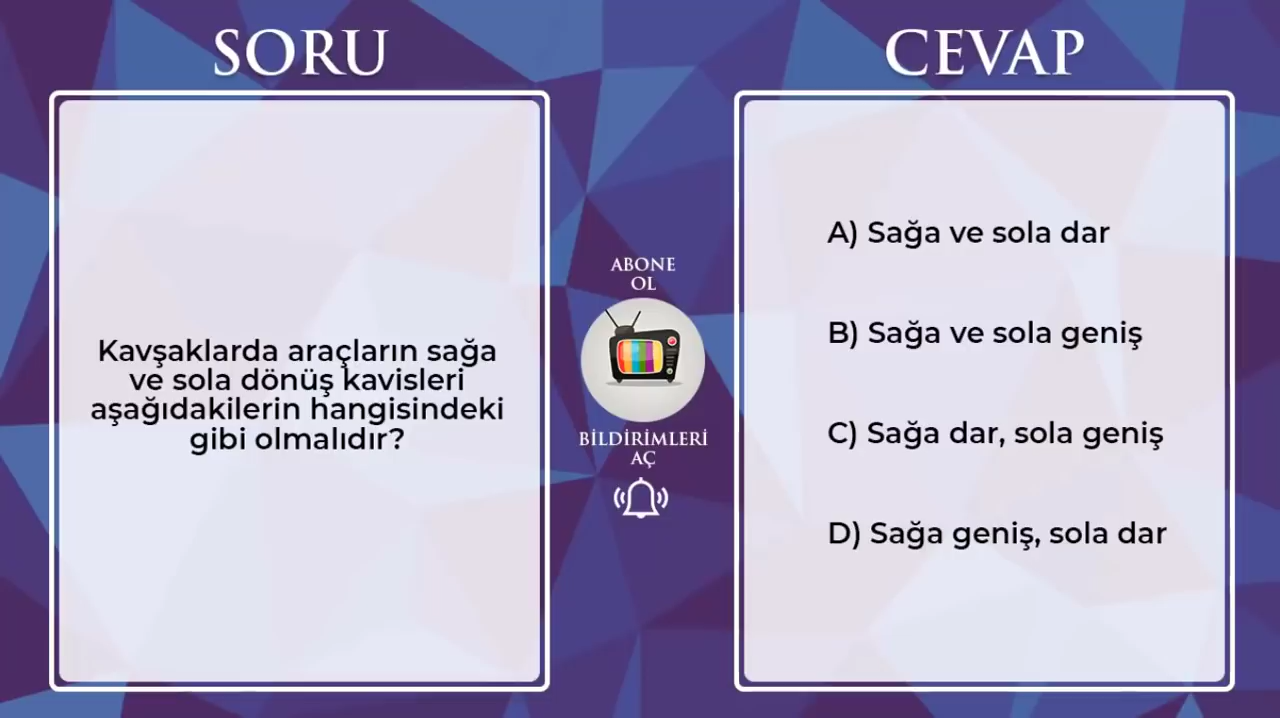 SORU
Kavşaklarda araçların sağa
ve sola dönüş kavisleri
aşağıdakilerin hangisindeki
gibi olmalıdır?
ABONE
OL
BİLDİRİMLERİ
AÇ
CEVAP
A) Sağa ve sola dar
B) Sağa ve sola geniş
C) Sağa dar, sola geniş
D) Sağa geniş, sola dar